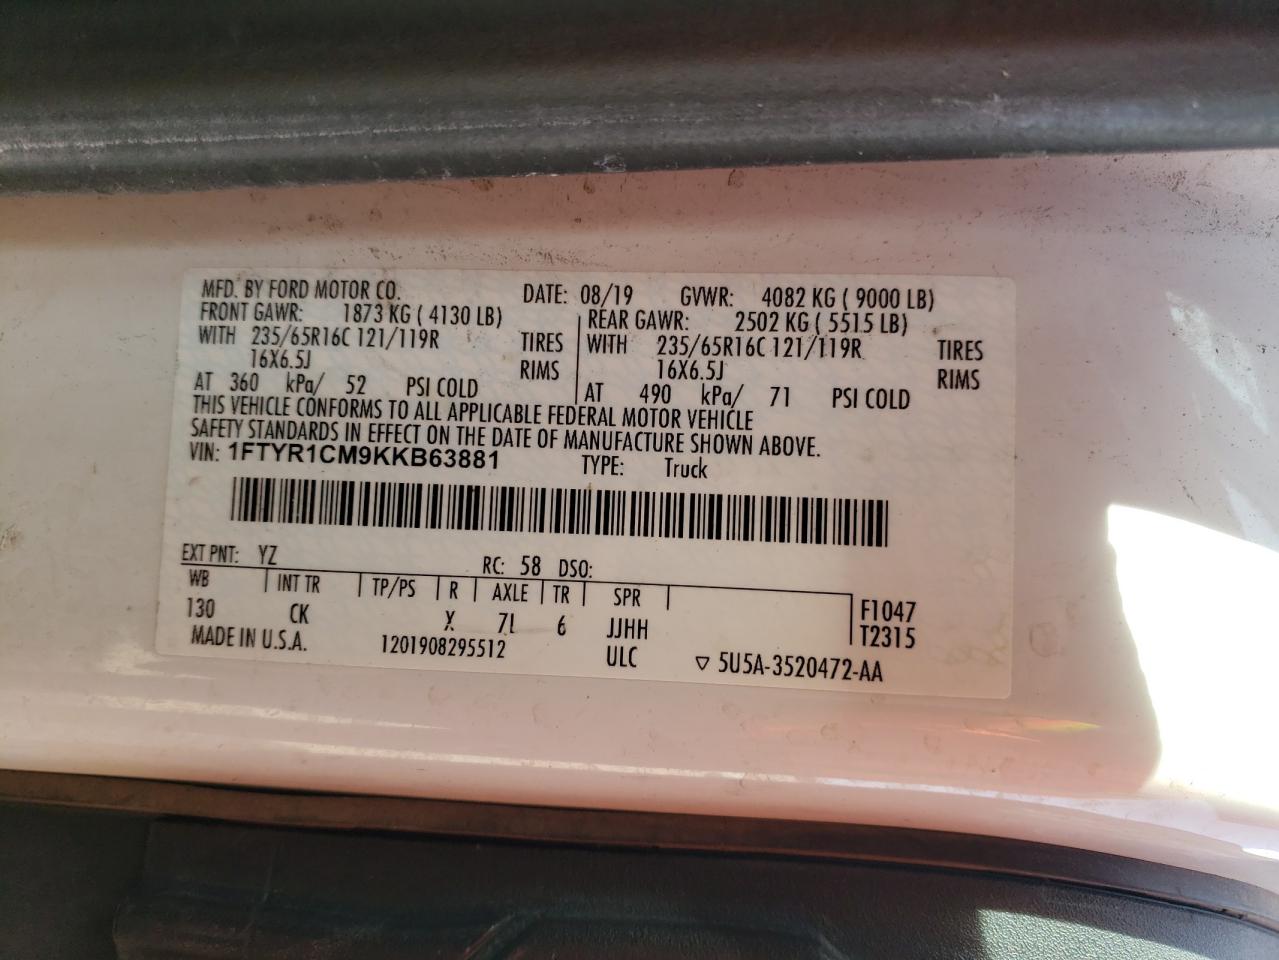 MFD. BY FORD MOTOR CO. DATE: 08/19 GVWR: 4082 KG ( 9000 LB)
FRONT GAWR: 1873 KG ( 4130 LB) REAR GAWR: 2502 KG ( 5515 LB)
WITH 235/65R16C 121/119R TIRES WITH 235/65R16C 121/119R TIRES
16X6.5J RIMS 16X6.5J RIMS
AT 360 kPa/ 52 PSI COLD AT 490 kPa/ 71 PSI COLD
THIS VEHICLE CONFORMS TO ALL APPLICABLE FEDERAL MOTOR VEHICLE
SAFETY STANDARDS IN EFFECT ON THE DATE OF MANUFACTURE SHOWN ABOVE.
VIN: 1FTYR1CM9KKB63881 TYPE: Truck
EXT PNT: YZ RC: 58 DSO:
WB INT TR TP/PS R AXLE TR SPR F1047
130 CK X 7L 6 JJHH T2315
MADE IN U.S.A. 1201908295512 ULC ▽ 5U5A-3520472-AA